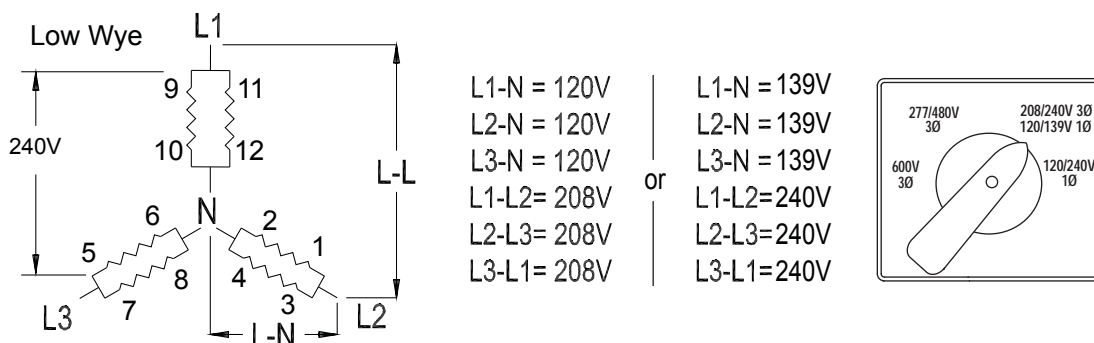 Low Wye
L1
9
11
240V
10
12
L-L
N
6
2
5
1
8
4
7
3
L3
L2
L-N
L1-N = 120V
L2-N = 120V
L3-N = 120V
L1-L2= 208V
L2-L3= 208V
L3-L1= 208V
or
L1-N = 139V
L2-N = 139V
L3-N = 139V
L1-L2=240V
L2-L3=240V
L3-L1=240V
277/480V
3Ø
208/240V 3Ø
120/139V 1Ø
600V
3Ø
120/240V
1Ø